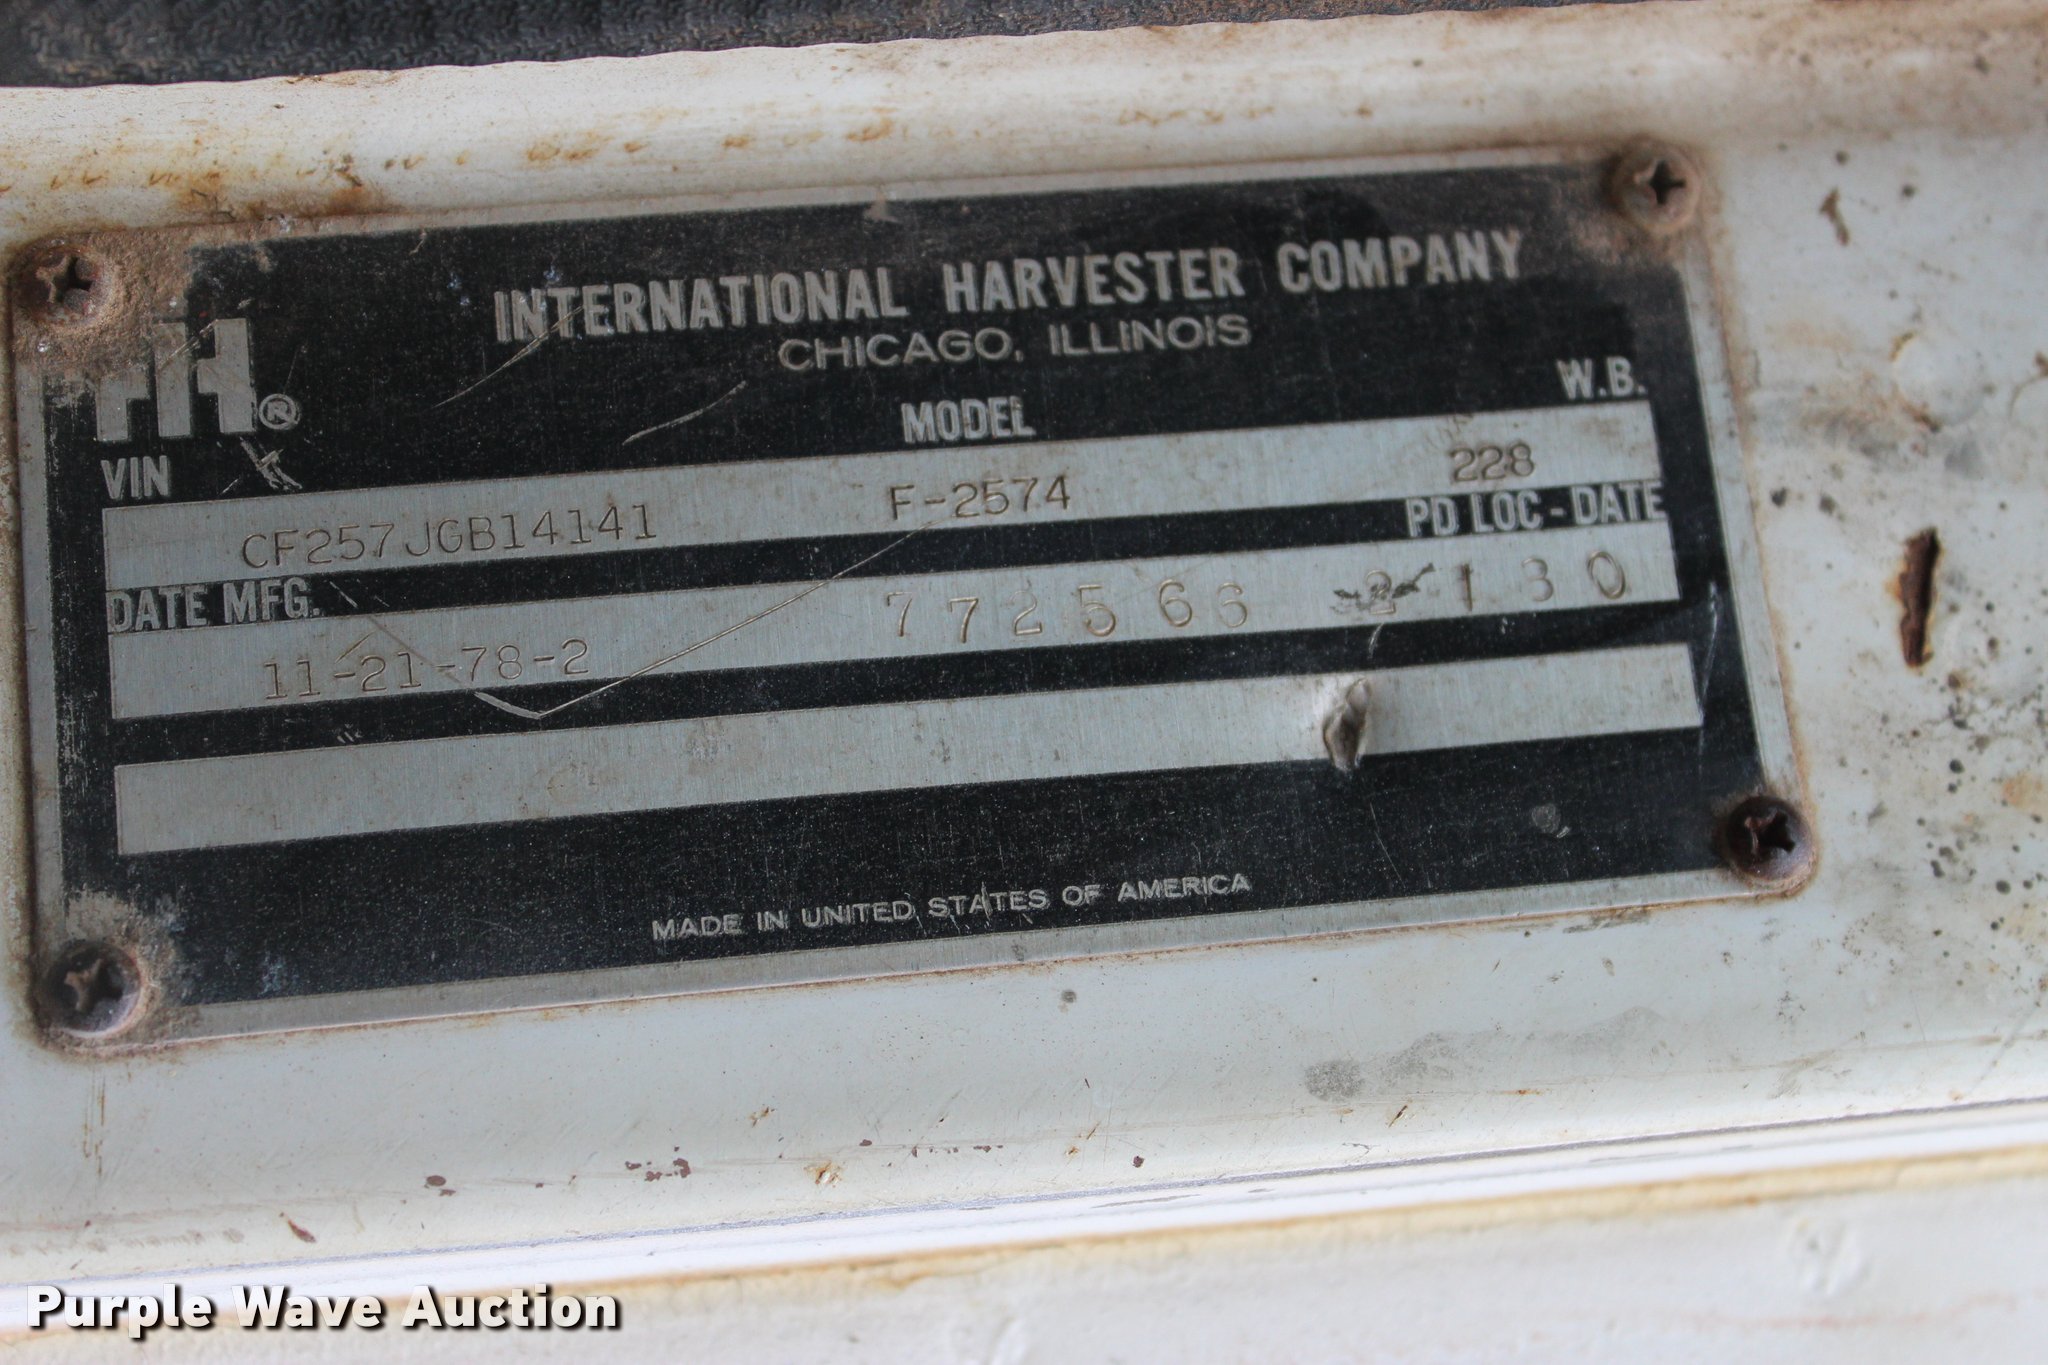 INTERNATIONAL HARVESTER COMPANY
CHICAGO, ILLINOIS
IH®
VIN MODEL W.B.
CF257JGB14141 F-2574 228
DATE MFG. PD LOC-DATE
11-21-78-2 772566 2180
MADE IN UNITED STATES OF AMERICA
Purple Wave Auction